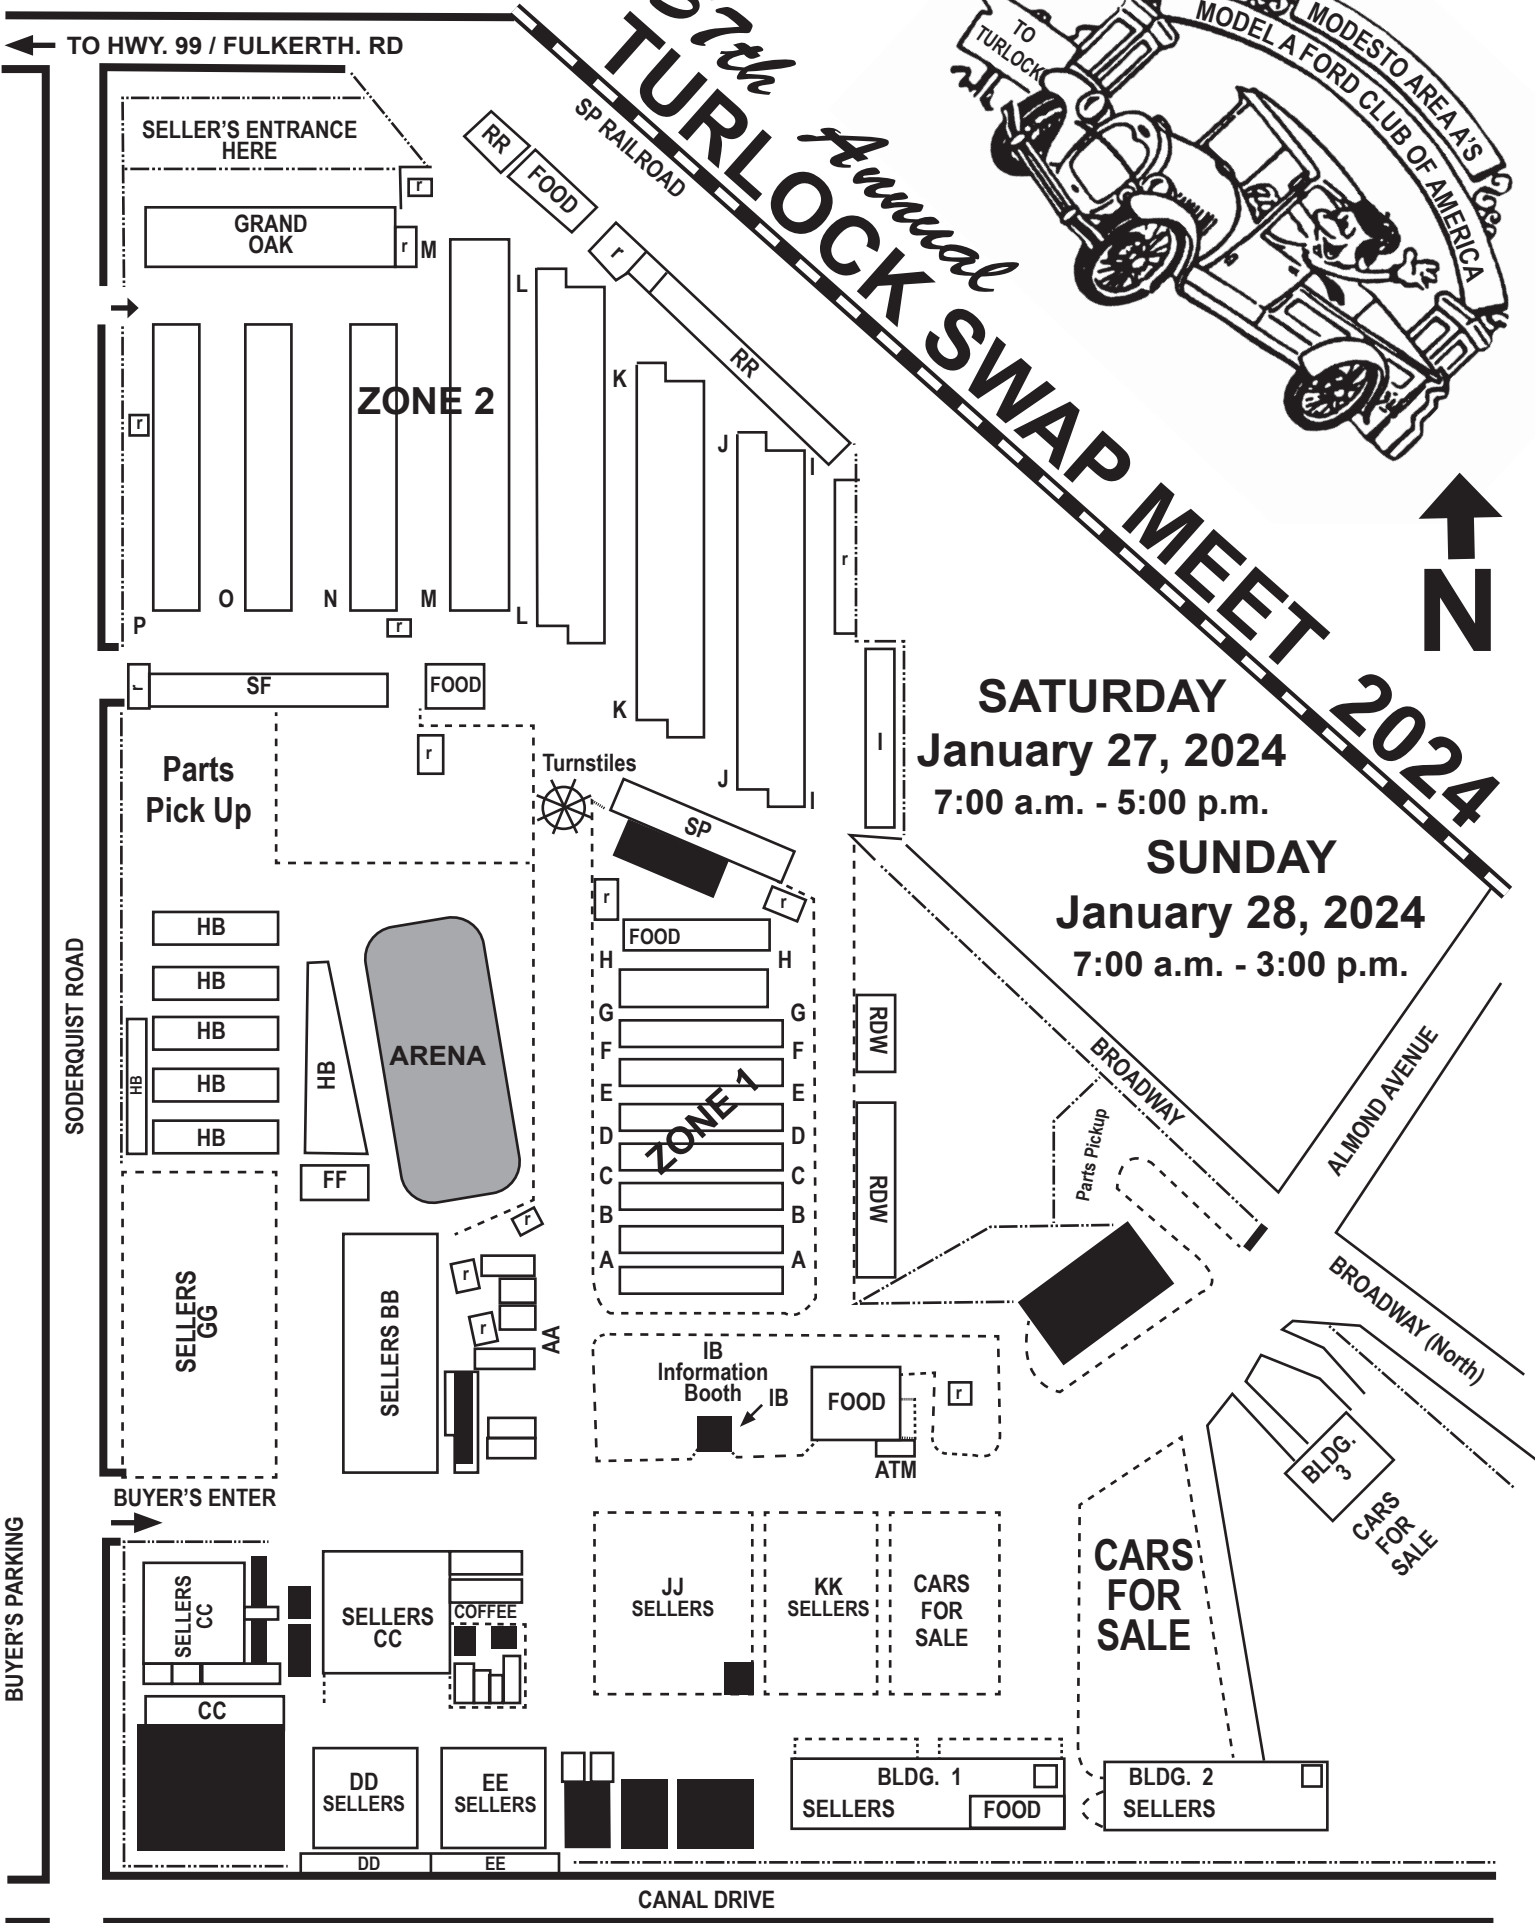 TO HWY. 99 / FULKERTH. RD
57th
Annual
TURLOCK SWAP MEET 2024
TO
TURLOCK
MODESTO AREA A'S
MODEL A FORD CLUB OF AMERICA
SP RAILROAD
N
SATURDAY
January 27, 2024
7:00 a.m. - 5:00 p.m.
SUNDAY
January 28, 2024
7:00 a.m. - 3:00 p.m.
SELLER'S ENTRANCE
HERE
r
GRAND
OAK
r
M
RR
FOOD
r
RR
L
K
J
I
ZONE 2
r
r
P
O
N
M
L
r
I
r
SF
FOOD
K
r
J
I
Parts
Pick Up
Turnstiles
SP
r
r
FOOD
H
H
G
G
F
F
E
E
D
D
C
C
B
B
A
A
ZONE 1
RDW
RDW
HB
HB
HB
HB
HB
HB
HB
ARENA
FF
r
SODERQUIST ROAD
BROADWAY
Parts Pickup
ALMOND AVENUE
BROADWAY (North)
SELLERS
GG
SELLERS BB
r
r
AA
IB
Information
Booth
IB
FOOD
r
ATM
BLDG.
3
CARS
FOR
SALE
BUYER'S ENTER
BUYER'S PARKING
SELLERS
CC
SELLERS
CC
COFFEE
CC
JJ
SELLERS
KK
SELLERS
CARS
FOR
SALE
CARS
FOR
SALE
DD
SELLERS
EE
SELLERS
DD
EE
BLDG. 1
SELLERS
FOOD
BLDG. 2
SELLERS
CANAL DRIVE